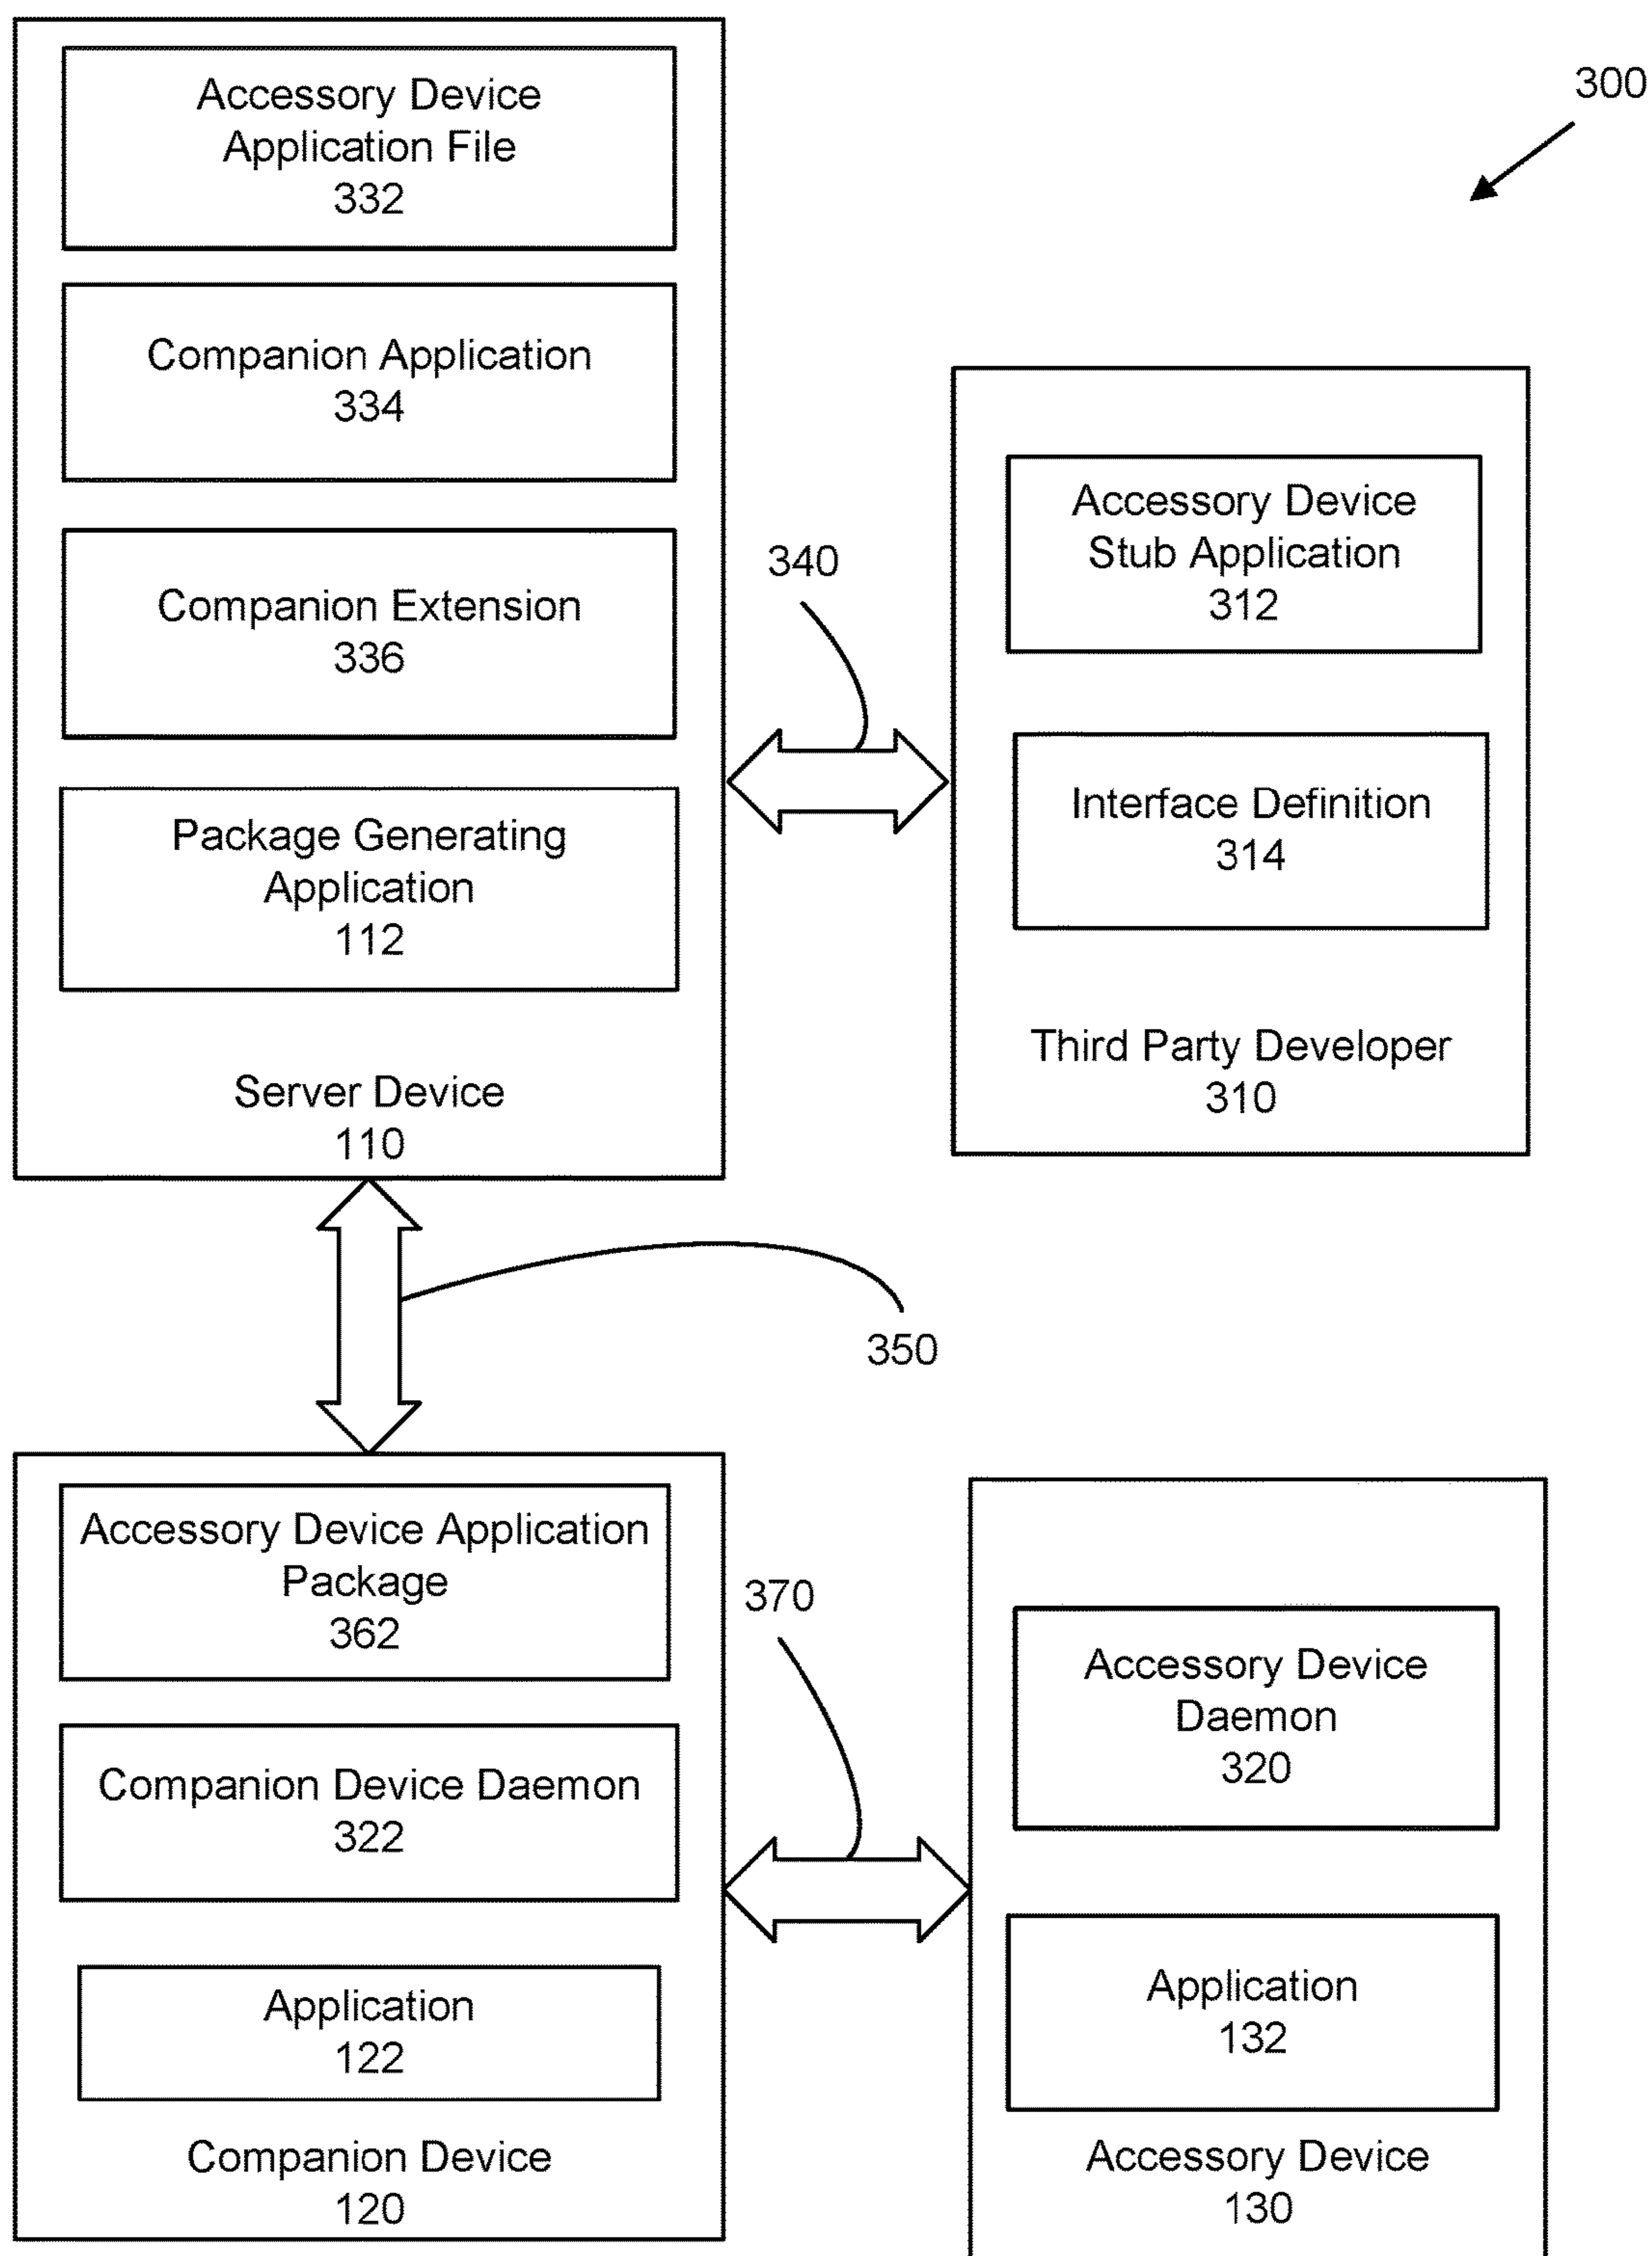 300
Accessory Device
Application File
332
Companion Application
334
Companion Extension
336
Package Generating
Application
112
Server Device
110
340
Accessory Device
Stub Application
312
Interface Definition
314
Third Party Developer
310
350
Accessory Device Application
Package
362
Companion Device Daemon
322
Application
122
Companion Device
120
370
Accessory Device
Daemon
320
Application
132
Accessory Device
130